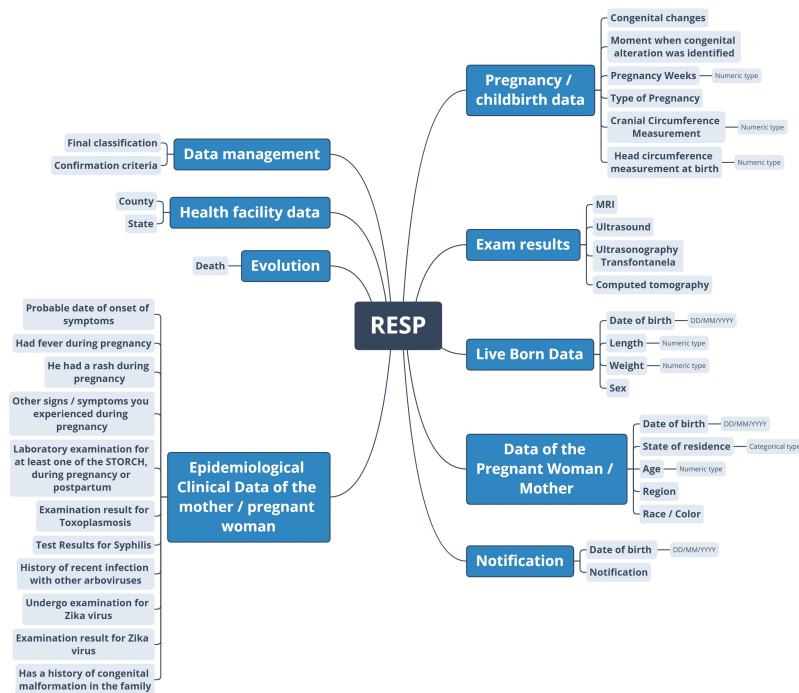 RESP
Pregnancy /
childbirth data
Congenital changes
Moment when congenital
alteration was identified
Pregnancy Weeks
Numeric type
Type of Pregnancy
Cranial Circumference
Measurement
Numeric type
Head circumference
measurement at birth
Numeric type
Exam results
MRI
Ultrasound
Ultrasonography
Transfontanela
Computed tomography
Live Born Data
Date of birth
DD/MM/YYYY
Length
Numeric type
Weight
Numeric type
Sex
Data of the
Pregnant Woman /
Mother
Date of birth
DD/MM/YYYY
State of residence
Categorical type
Age
Numeric type
Region
Race / Color
Notification
Date of birth
DD/MM/YYYY
Notification
Data management
Final classification
Confirmation criteria
Health facility data
County
State
Evolution
Death
Epidemiological
Clinical Data of the
mother / pregnant
woman
Probable date of onset of
symptoms
Had fever during pregnancy
He had a rash during
pregnancy
Other signs / symptoms you
experienced during
pregnancy
Laboratory examination for
at least one of the STORCH,
during pregnancy or
postpartum
Examination result for
Toxoplasmosis
Test Results for Syphilis
History of recent infection
with other arboviruses
Undergo examination for
Zika virus
Examination result for Zika
virus
Has a history of congenital
malformation in the family